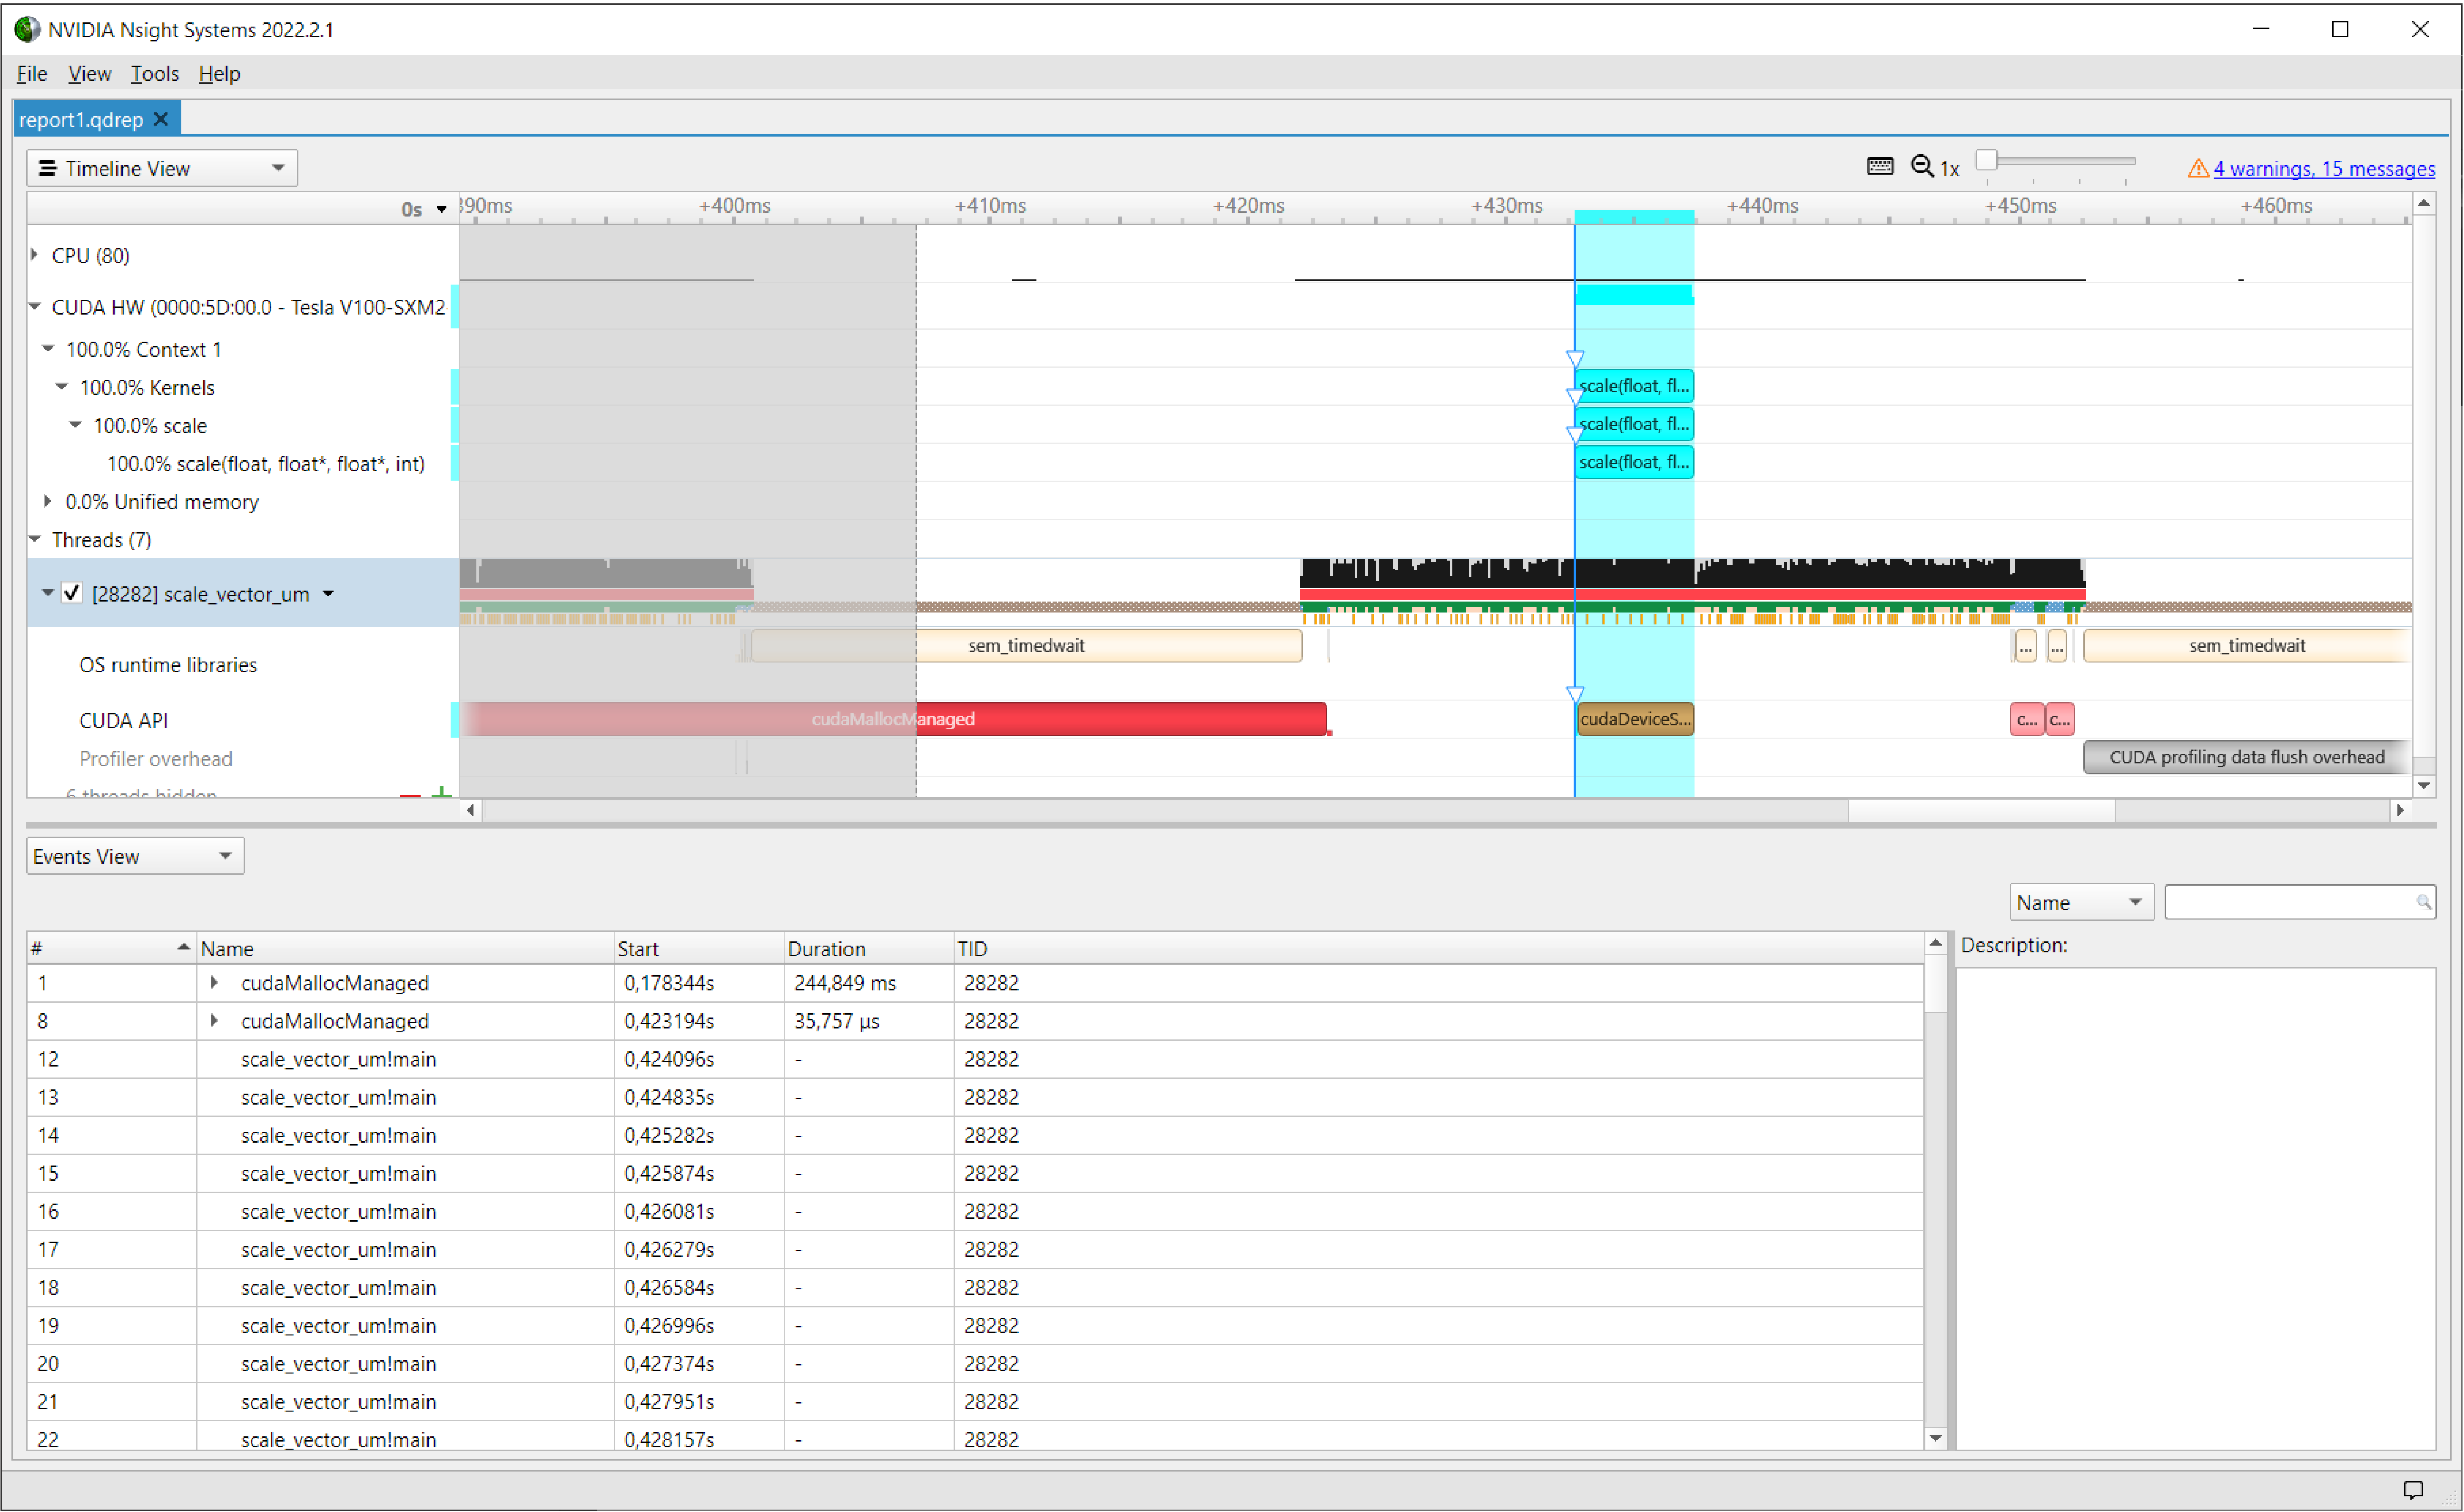 NVIDIA Nsight Systems 2022.2.1
File View Tools Help
report1.qdrep
Timeline View
1x
4 warnings, 15 messages
0s
+400ms +410ms +420ms +430ms +440ms +450ms +460ms
CPU (80)
CUDA HW (0000:5D:00.0 - Tesla V100-SXM2
100.0% Context 1
100.0% Kernels
scale(float, fl...
100.0% scale
scale(float, fl...
100.0% scale(float, float*, float*, int)
scale(float, fl...
0.0% Unified memory
Threads (7)
[28282] scale_vector_um
OS runtime libraries
sem_timedwait ... ... sem_timedwait
CUDA API
cudaMallocManaged cudaDeviceS... c... c...
Profiler overhead
CUDA profiling data flush overhead
6 threads hidden
Events View
Name
# Name Start Duration TID
Description:
1 cudaMallocManaged 0,178344s 244,849 ms 28282
8 cudaMallocManaged 0,423194s 35,757 μs 28282
12 scale_vector_um!main 0,424096s - 28282
13 scale_vector_um!main 0,424835s - 28282
14 scale_vector_um!main 0,425282s - 28282
15 scale_vector_um!main 0,425874s - 28282
16 scale_vector_um!main 0,426081s - 28282
17 scale_vector_um!main 0,426279s - 28282
18 scale_vector_um!main 0,426584s - 28282
19 scale_vector_um!main 0,426996s - 28282
20 scale_vector_um!main 0,427374s - 28282
21 scale_vector_um!main 0,427951s - 28282
22 scale_vector_um!main 0,428157s - 28282